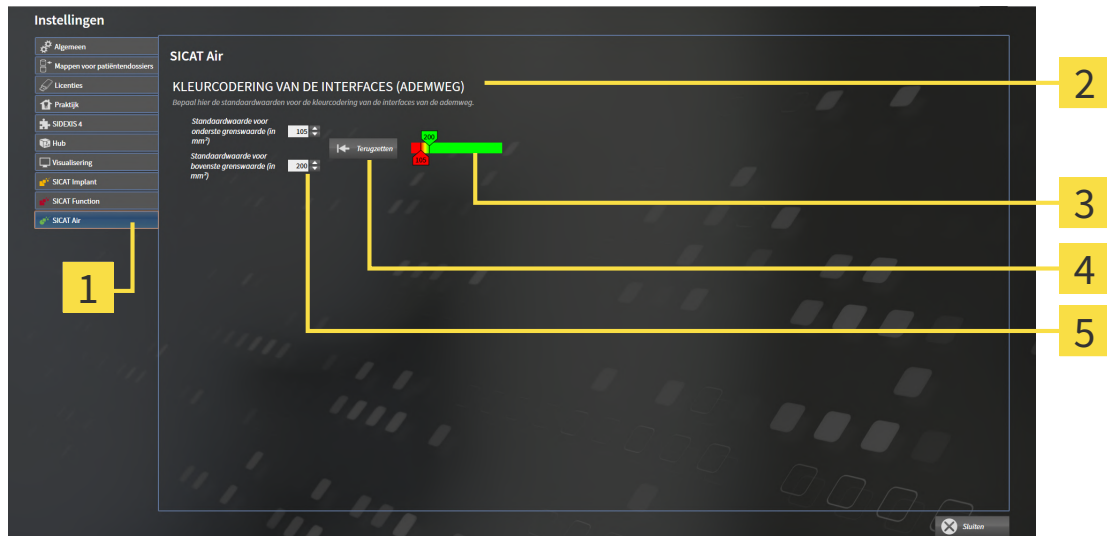 Instellingen
Algemeen
Mappen voor patiëntendossiers
Licenties
Praktijk
SIDEXIS 4
Hub
Visualisering
SICAT Implant
SICAT Function
SICAT Air
SICAT Air
KLEURCODERING VAN DE INTERFACES (ADEMWEG)
Bepaal hier de standaardwaarden voor de kleurcodering van de interfaces van de ademweg.
Standaardwaarde voor
onderste grenswaarde (in
mm²)
105
Standaardwaarde voor
bovenste grenswaarde (in
mm²)
200
Terugzetten
200
105
Sluiten
1
2
3
4
5